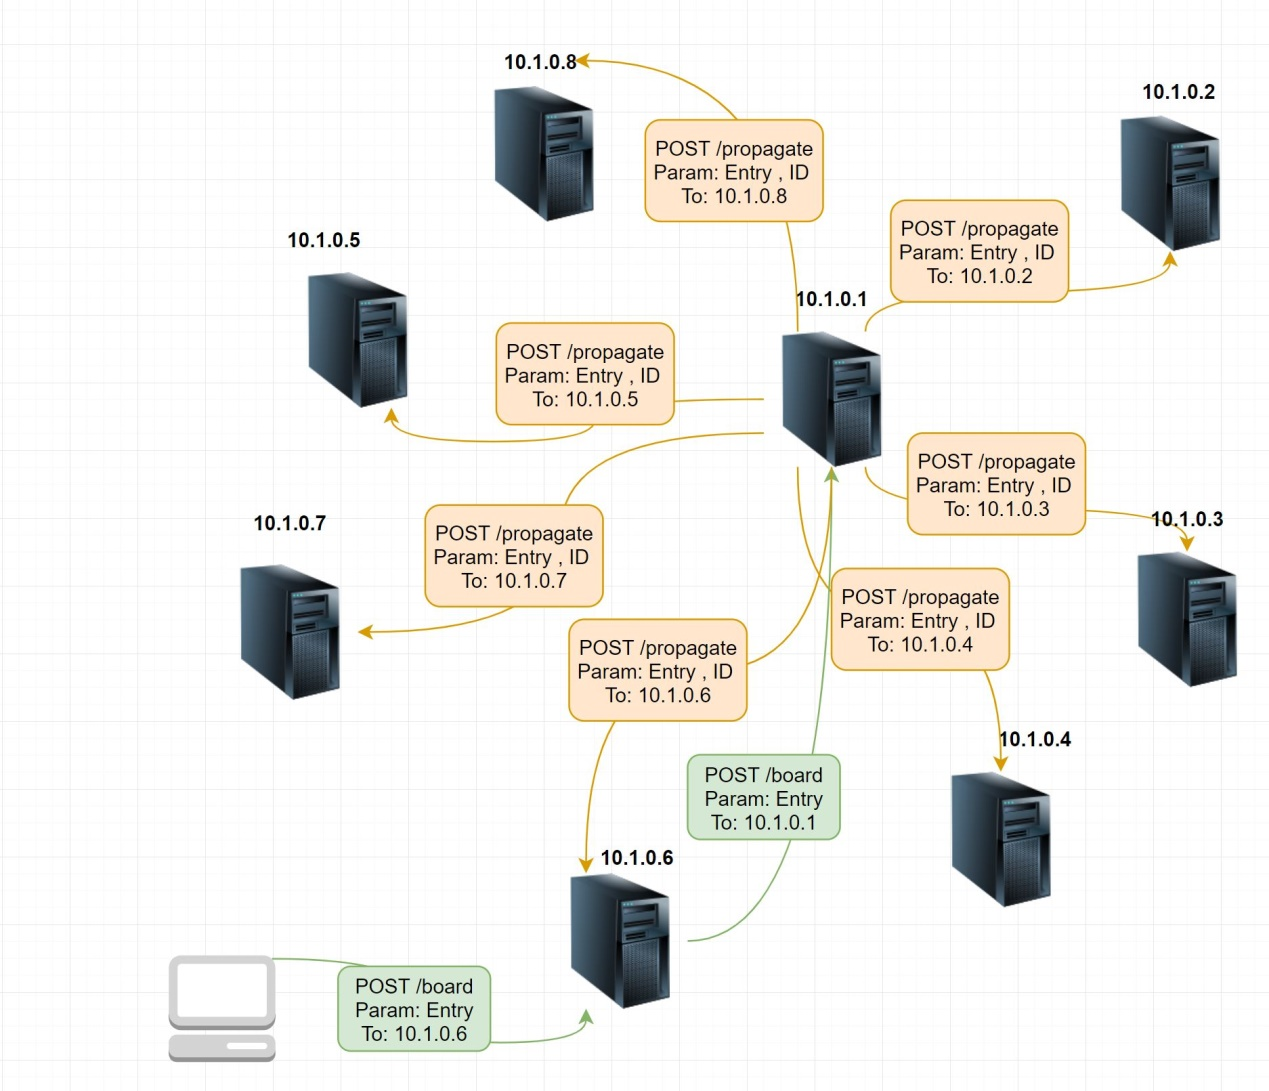 10.1.0.8
10.1.0.2
POST /propagate
Param: Entry , ID
To: 10.1.0.8
POST /propagate
Param: Entry , ID
To: 10.1.0.2
10.1.0.5
10.1.0.1
POST /propagate
Param: Entry , ID
To: 10.1.0.5
POST /propagate
Param: Entry , ID
To: 10.1.0.3
10.1.0.7
10.1.0.3
POST /propagate
Param: Entry , ID
To: 10.1.0.7
POST /propagate
Param: Entry , ID
To: 10.1.0.4
POST /propagate
Param: Entry , ID
To: 10.1.0.6
10.1.0.4
POST /board
Param: Entry
To: 10.1.0.1
10.1.0.6
POST /board
Param: Entry
To: 10.1.0.6